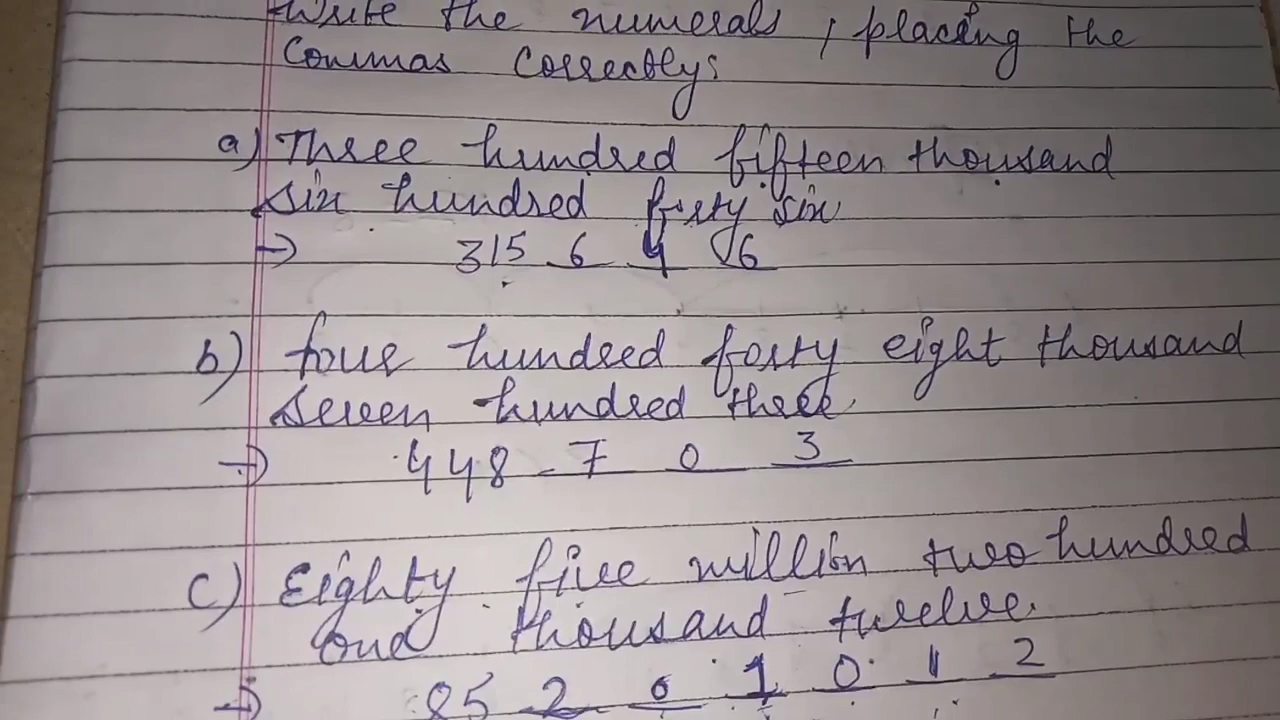 Write the numerals, placing the
Commas correctly:
a) Three hundred fifteen thousand
six hundred forty six
→ 315 6 4 6
b) four hundred forty eight thousand
seven hundred three.
→ 448 7 0 3
c) Eighty five million two hundred
one thousand twelve.
→ 85 2 0 1 0 1 2